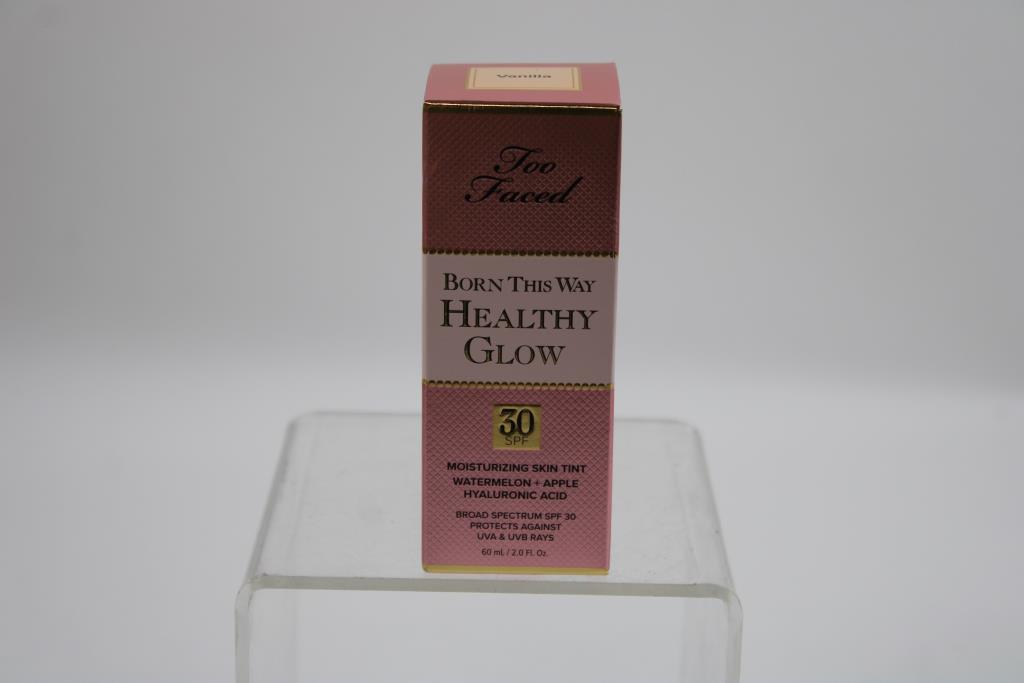 Vanilla
Too
Faced
BORN THIS WAY
HEALTHY
GLOW
30
SPF
MOISTURIZING SKIN TINT
WATERMELON + APPLE
HYALURONIC ACID
BROAD SPECTRUM SPF 30
PROTECTS AGAINST
UVA & UVB RAYS
60 mL / 2.0 Fl. Oz.